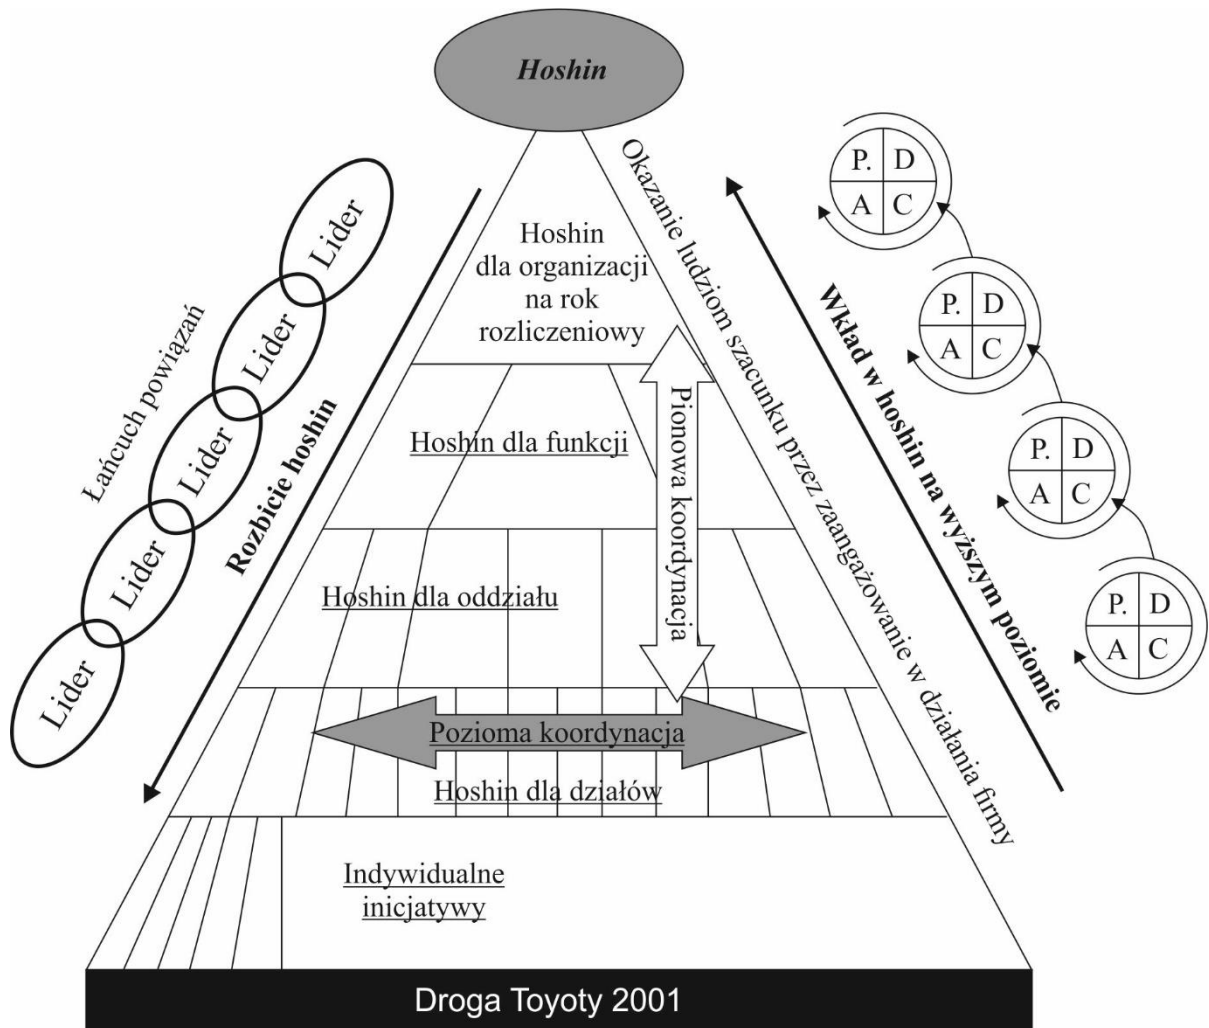 Hoshin
Hoshin
dla organizacji
na rok
rozliczeniowy
Hoshin dla funkcji
Hoshin dla oddziału
Pionowa koordynacja
Pozioma koordynacja
Hoshin dla działów
Indywidualne
inicjatywy
Droga Toyoty 2001
Łańcuch powiązań
Lider
Lider
Lider
Lider
Lider
Rozbicie hoshin
Okazanie ludziom szacunku przez zaangażowanie w działania firmy
Wkład w hoshin na wyższym poziomie
P. D
A C
P. D
A C
P. D
A C
P. D
A C